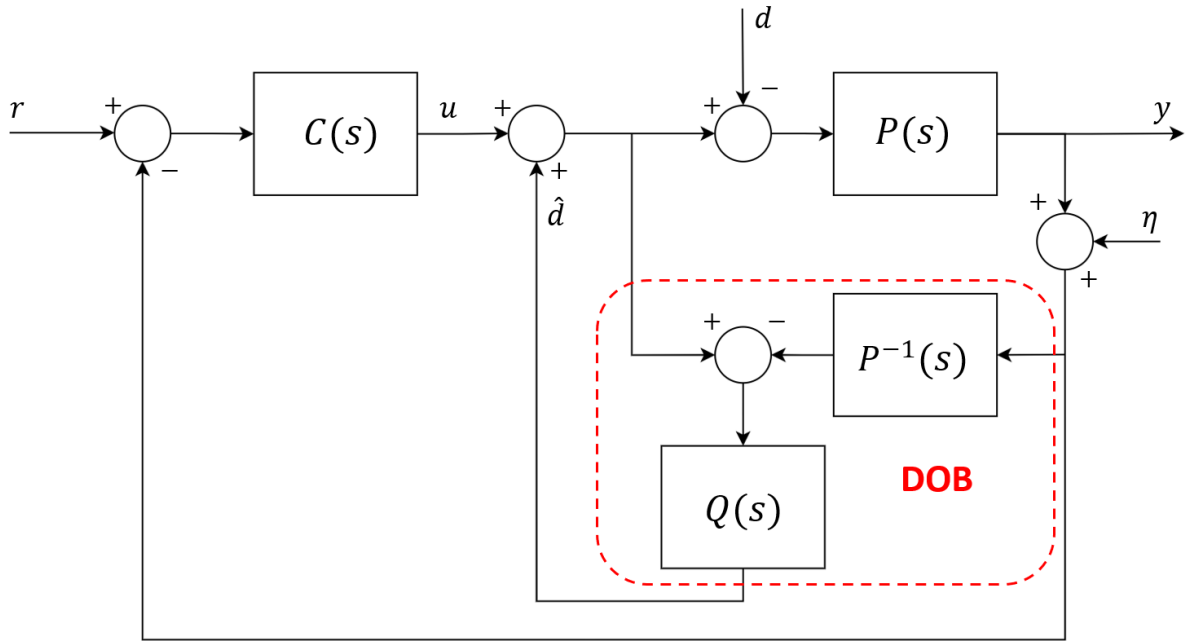 d
r
+
−
C(s)
u
+
+
d̂
+
−
P(s)
y
+
η
+
+
−
P⁻¹(s)
Q(s)
DOB